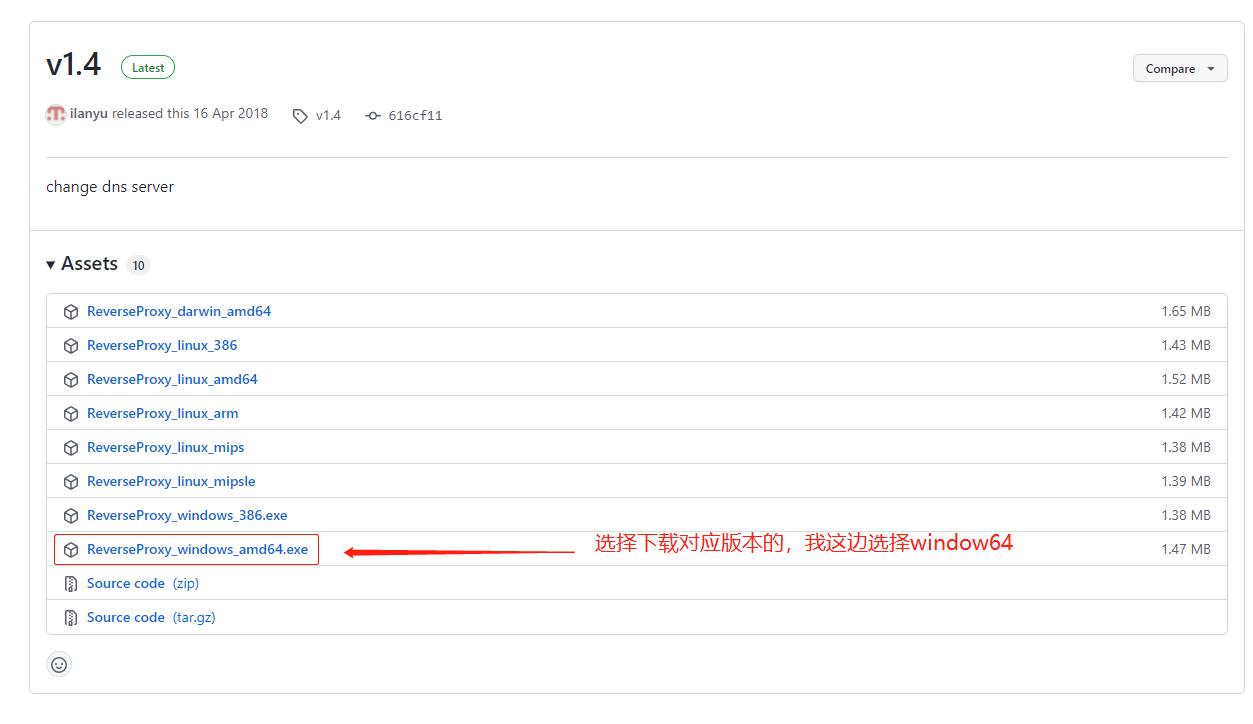 v1.4 Latest Compare
ilanyu released this 16 Apr 2018 v1.4 616cf11
change dns server
Assets 10
ReverseProxy_darwin_amd64 1.65 MB
ReverseProxy_linux_386 1.43 MB
ReverseProxy_linux_amd64 1.52 MB
ReverseProxy_linux_arm 1.42 MB
ReverseProxy_linux_mips 1.38 MB
ReverseProxy_linux_mipsle 1.39 MB
ReverseProxy_windows_386.exe 1.38 MB
ReverseProxy_windows_amd64.exe 选择下载对应版本的，我这边选择window64 1.47 MB
Source code (zip)
Source code (tar.gz)